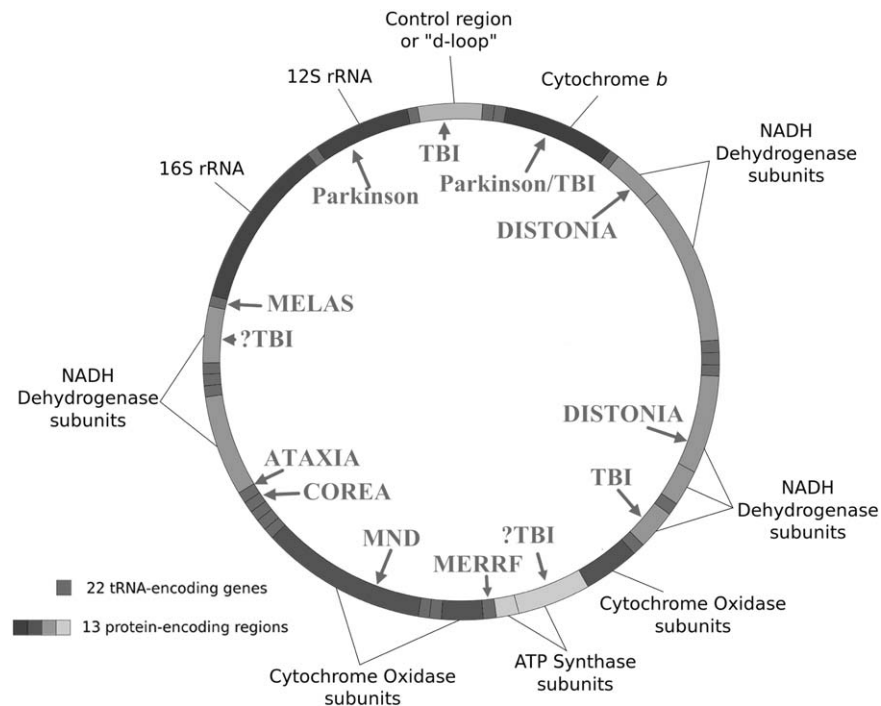 Control region
or "d-loop"
12S rRNA
Cytochrome b
NADH
Dehydrogenase
subunits
16S rRNA
TBI
Parkinson
Parkinson/TBI
DISTONIA
MELAS
?TBI
NADH
Dehydrogenase
subunits
DISTONIA
ATAXIA
COREA
TBI
NADH
Dehydrogenase
subunits
MND
?TBI
MERRF
22 tRNA-encoding genes
13 protein-encoding regions
Cytochrome Oxidase
subunits
ATP Synthase
subunits
Cytochrome Oxidase
subunits